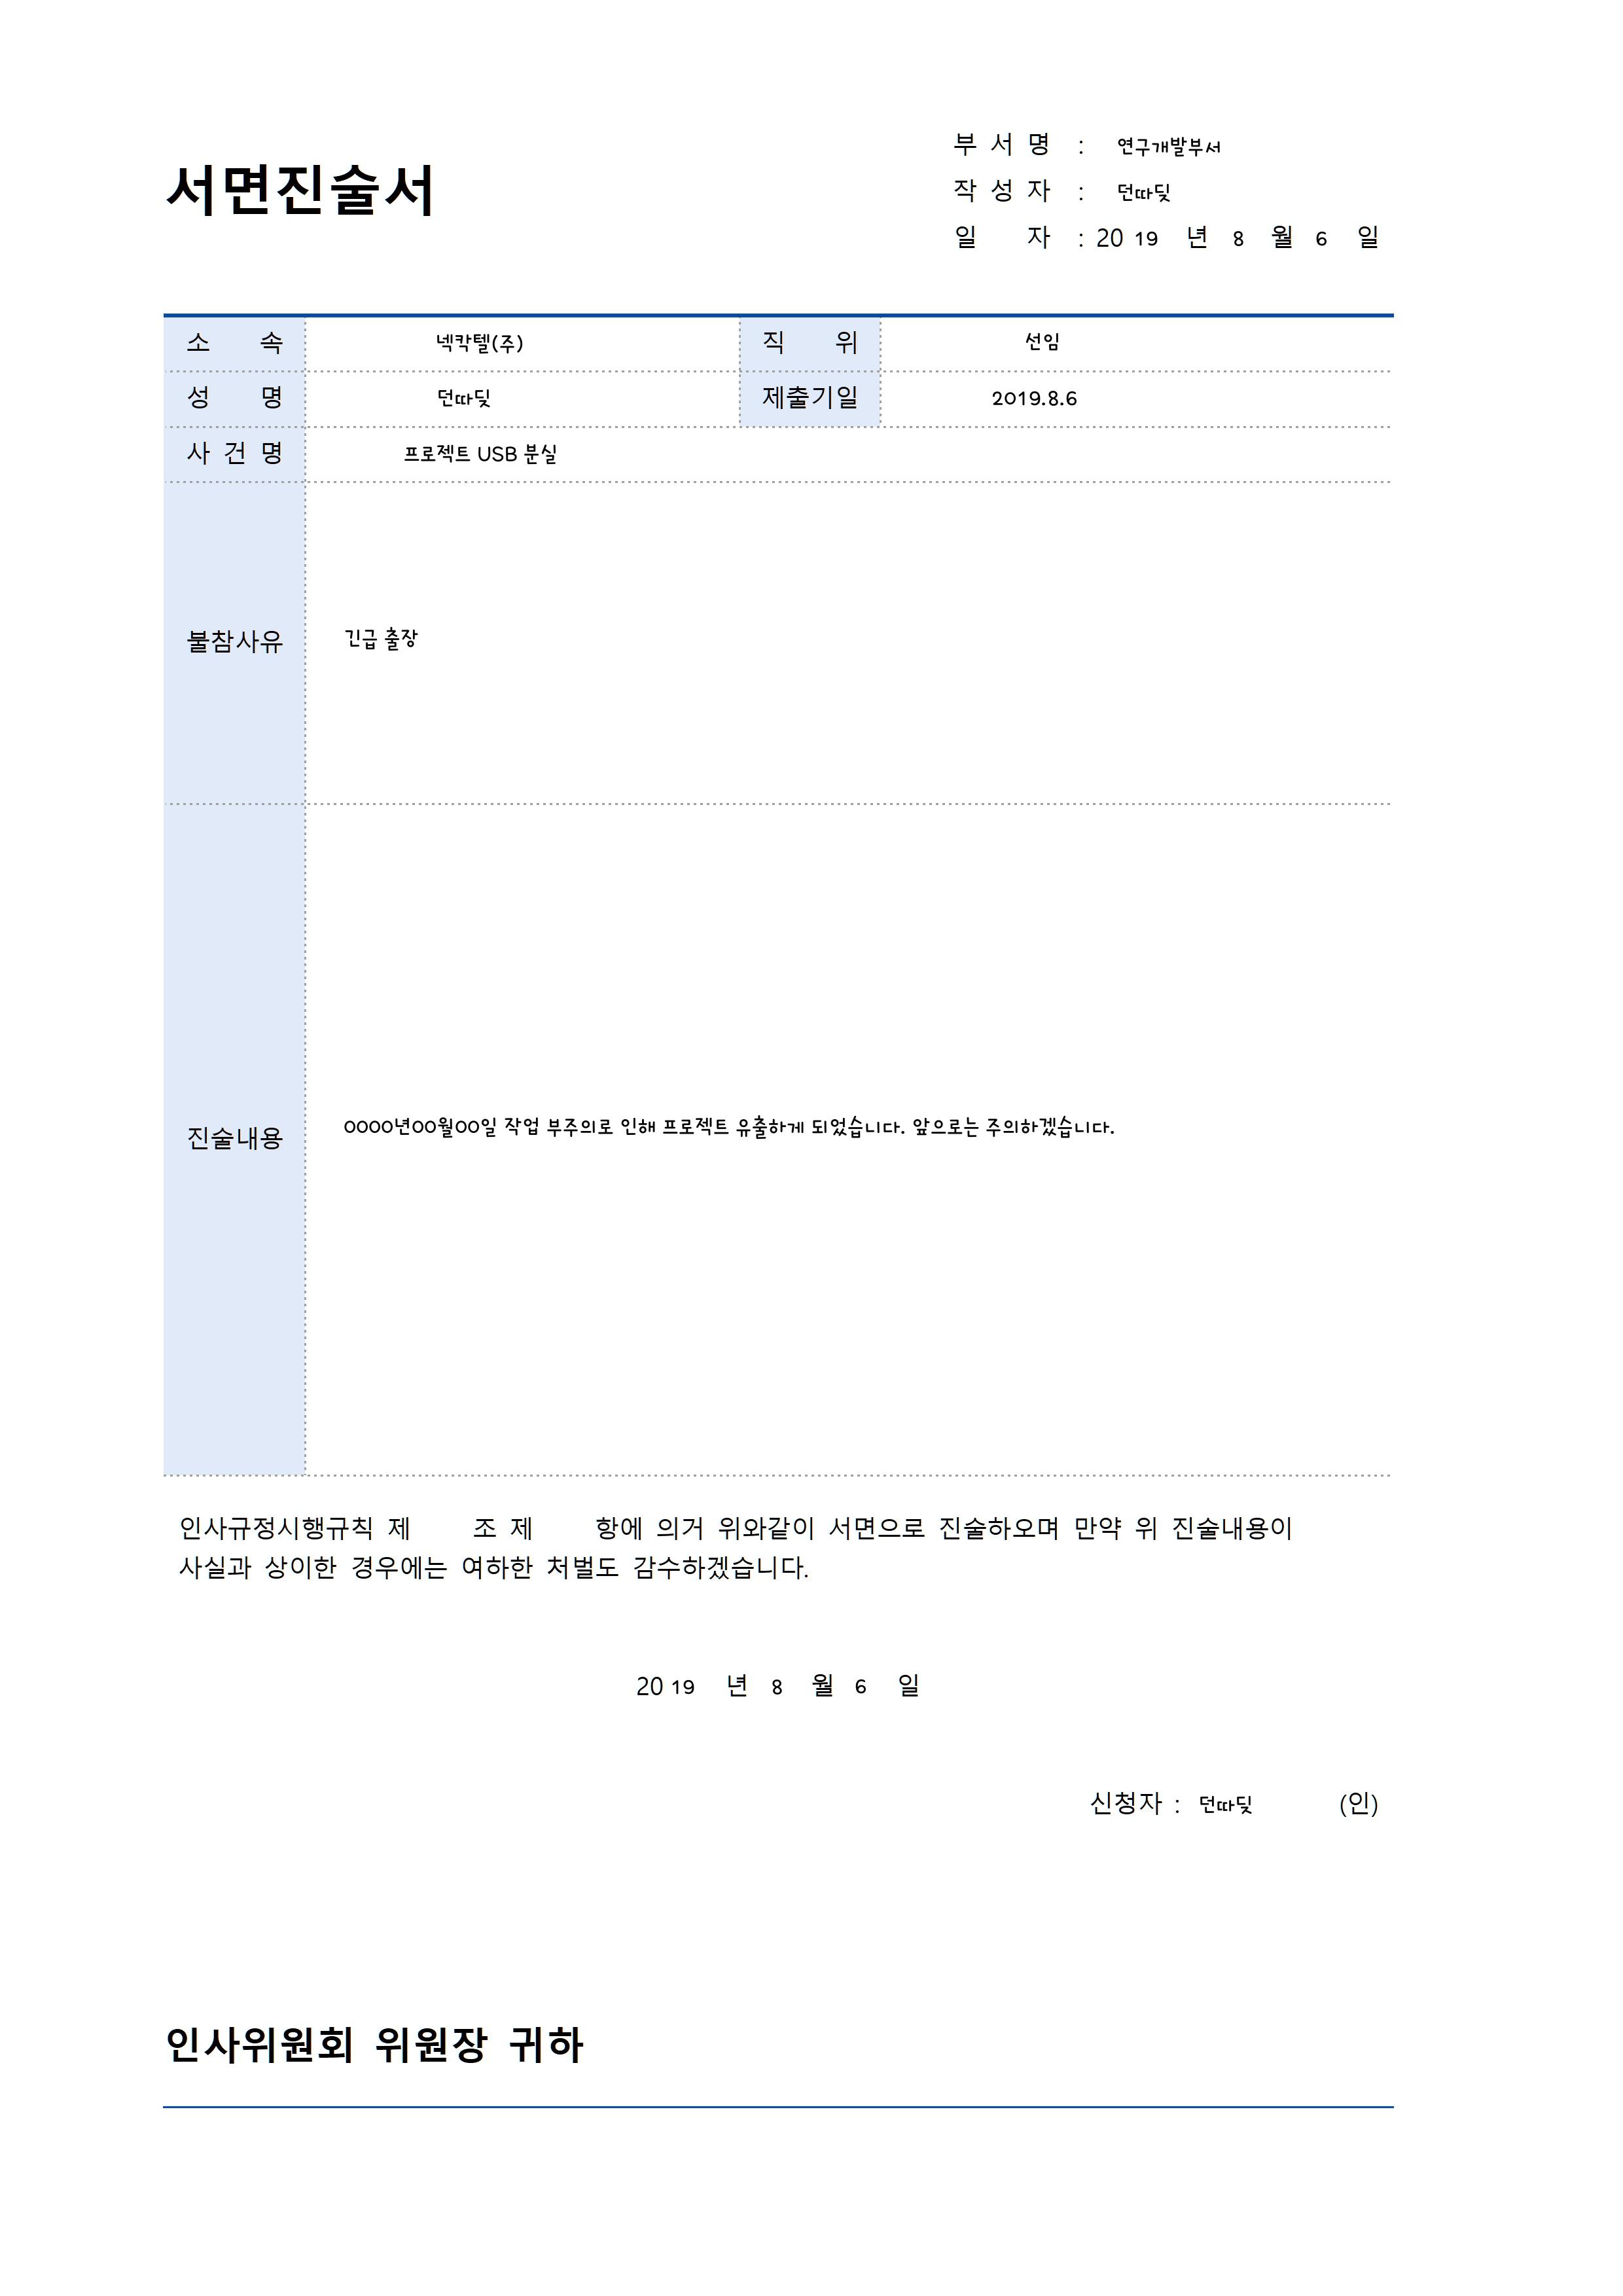 서면진술서
부 서 명 : 연구개발부서
작 성 자 : 던따딪
일 자 : 20 19 년 8 월 6 일
소 속 넥칵텔(주) 직 위 선임
성 명 던따딪 제출기일 2019.8.6
사 건 명 프로젝트 USB 분실
불참사유 긴급 출장
진술내용 0000년00월00일 작업 부주의로 인해 프로젝트 유출하게 되었습니다. 앞으로는 주의하겠습니다.
인사규정시행규칙 제 조 제 항에 의거 위와같이 서면으로 진술하오며 만약 위 진술내용이
사실과 상이한 경우에는 여하한 처벌도 감수하겠습니다.
20 19 년 8 월 6 일
신청자 : 던따딪 (인)
인사위원회 위원장 귀하